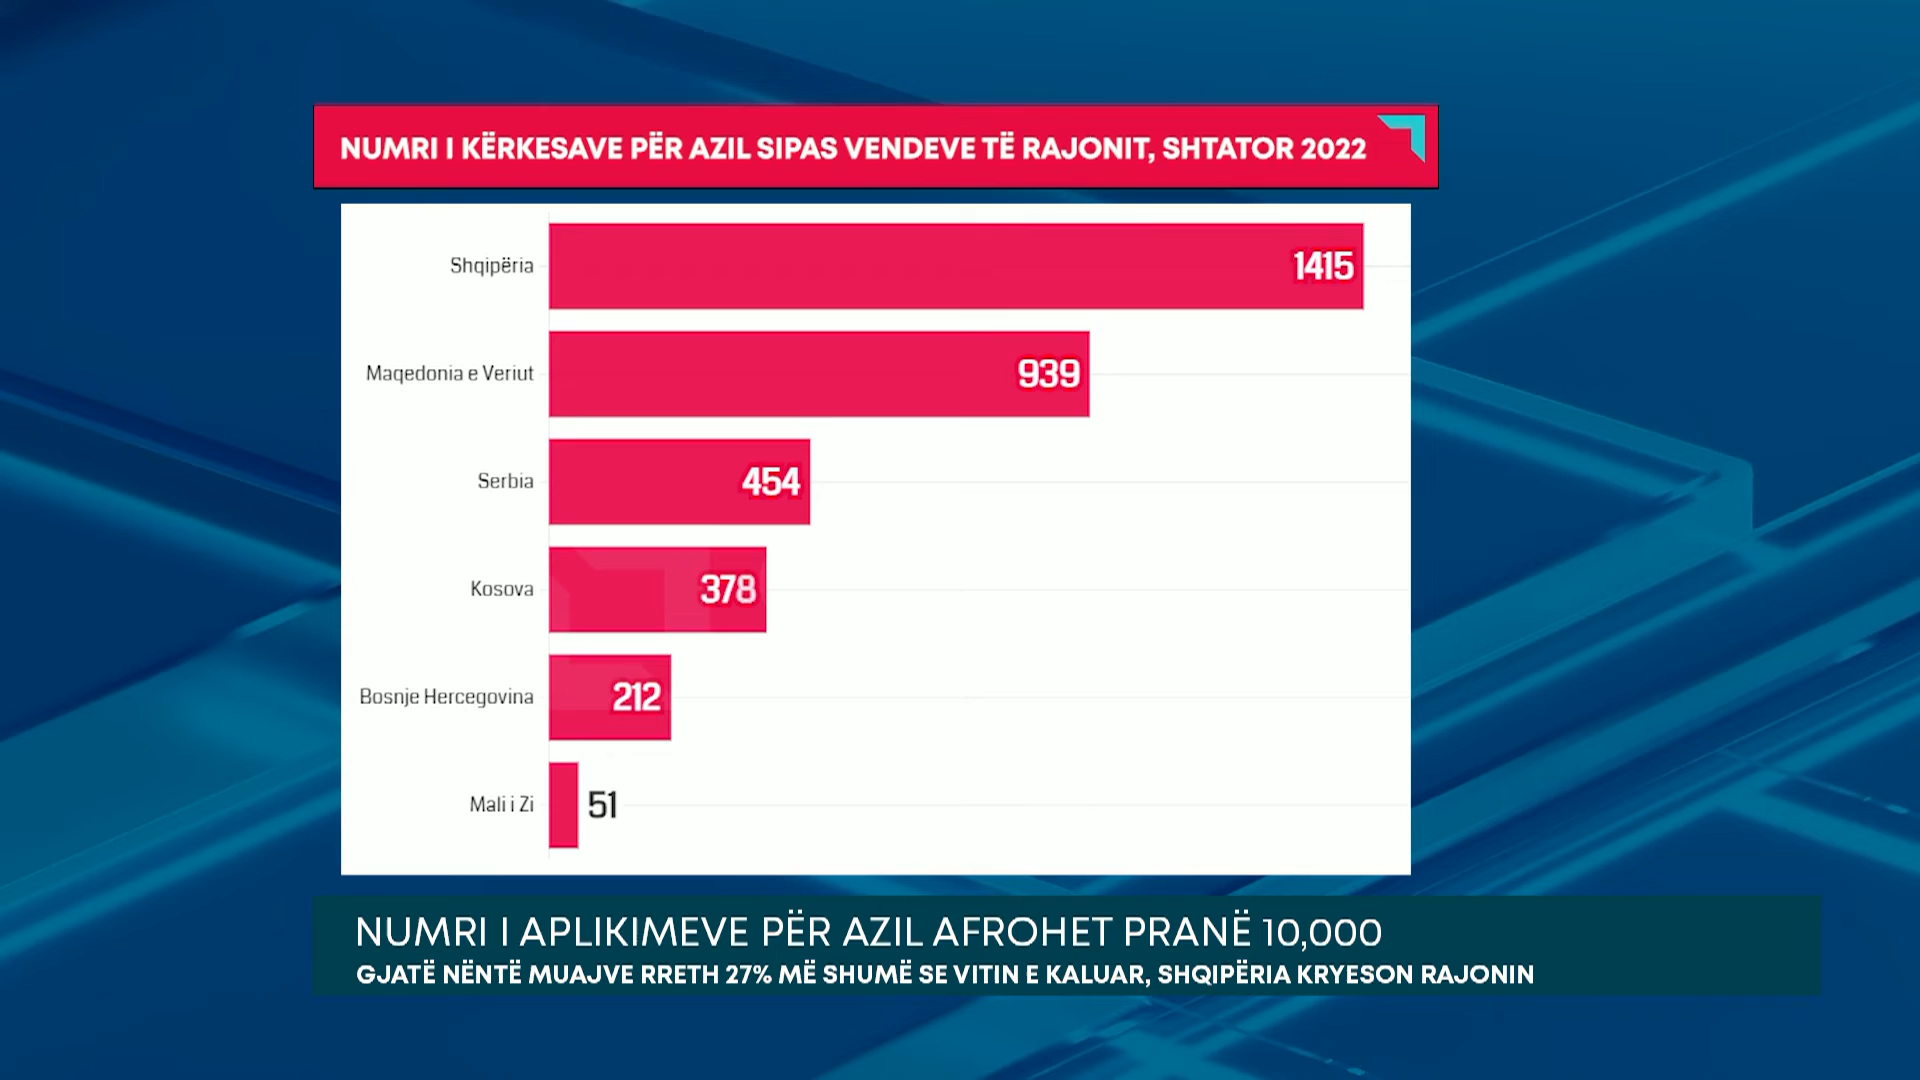 NUMRI I KËRKESAVE PËR AZIL SIPAS VENDEVE TË RAJONIT, SHTATOR 2022
Shqipëria 1415
Maqedonia e Veriut 939
Serbia 454
Kosova 378
Bosnje Hercegovina 212
Mali i Zi 51
NUMRI I APLIKIMEVE PËR AZIL AFROHET PRANË 10,000
GJATË NËNTË MUAJVE RRETH 27% MË SHUMË SE VITIN E KALUAR, SHQIPËRIA KRYESON RAJONIN